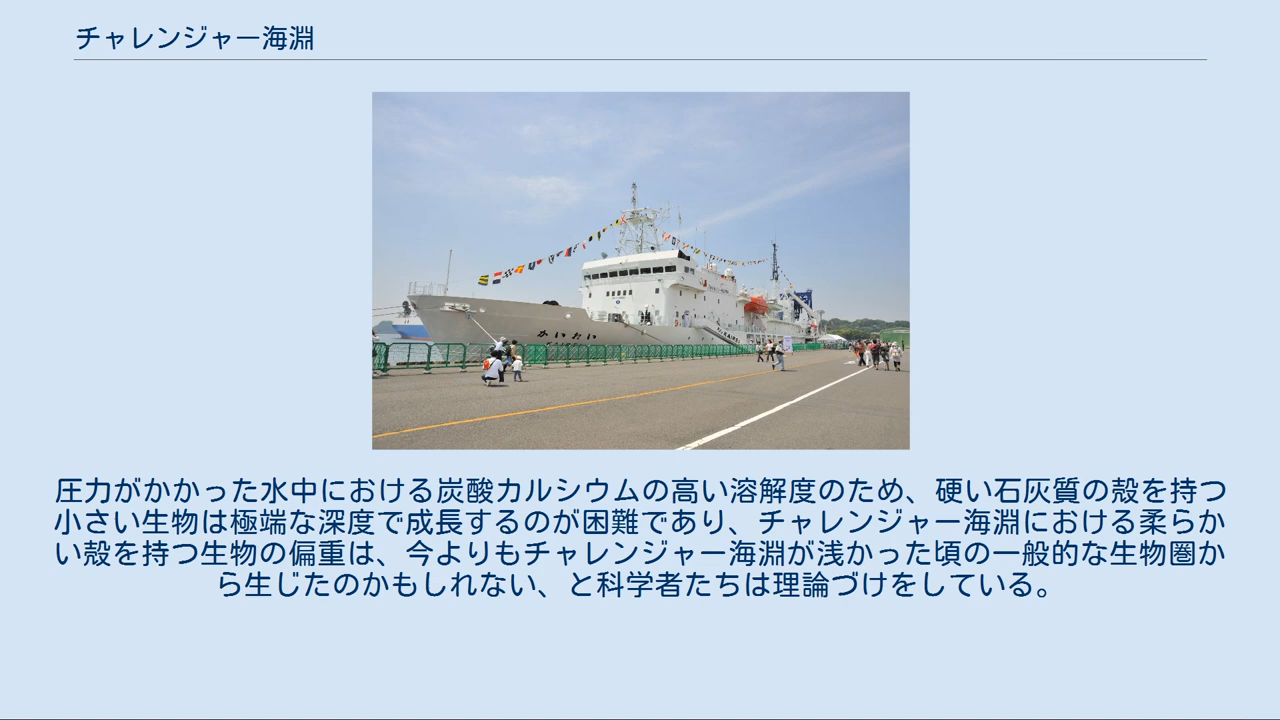 チャレンジャー海淵
かいれい
圧力がかかった水中における炭酸カルシウムの高い溶解度のため、硬い石灰質の殻を持つ
小さい生物は極端な深度で成長するのが困難であり、チャレンジャー海淵における柔らか
い殻を持つ生物の偏重は、今よりもチャレンジャー海淵が浅かった頃の一般的な生物圏か
ら生じたのかもしれない、と科学者たちは理論づけをしている。